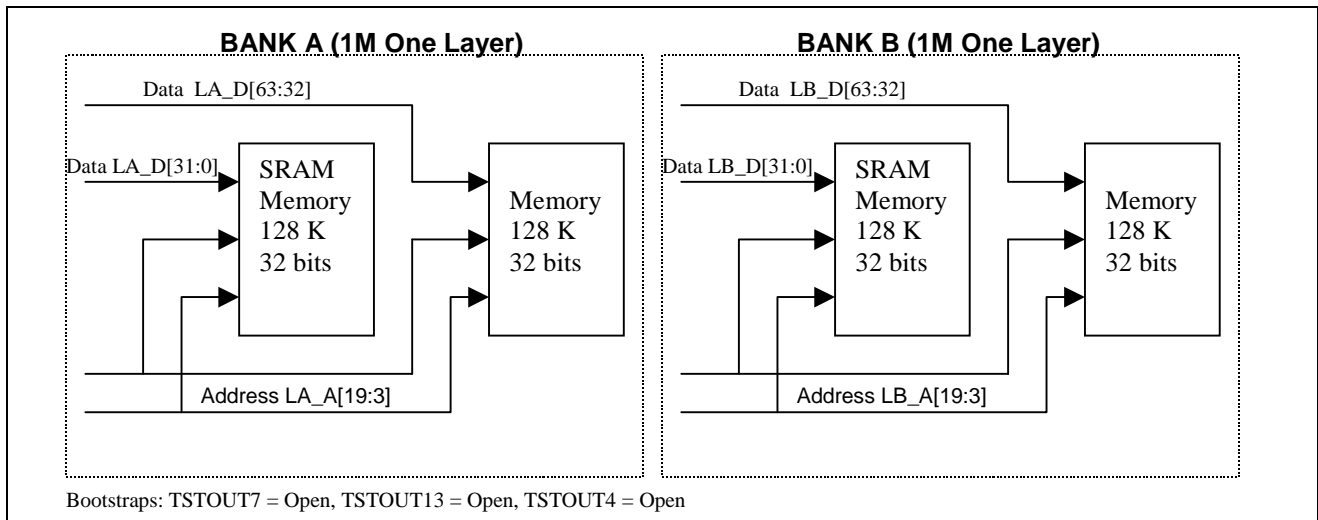 BANK A (1M One Layer)
Data LA_D[63:32]
Data LA_D[31:0]
SRAM
Memory
128 K
32 bits
Memory
128 K
32 bits
Address LA_A[19:3]
BANK B (1M One Layer)
Data LB_D[63:32]
Data LB_D[31:0]
SRAM
Memory
128 K
32 bits
Memory
128 K
32 bits
Address LB_A[19:3]
Bootstraps: TSTOUT7 = Open, TSTOUT13 = Open, TSTOUT4 = Open